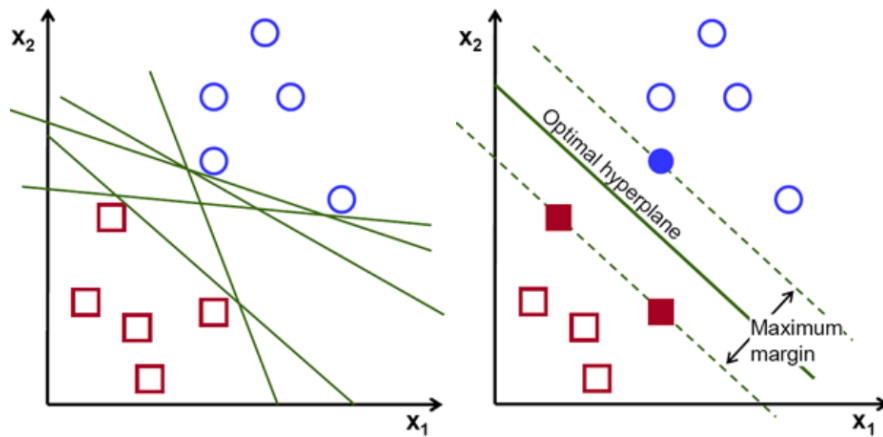 x₂
x₁
x₂
Optimal hyperplane
Maximum
margin
x₁